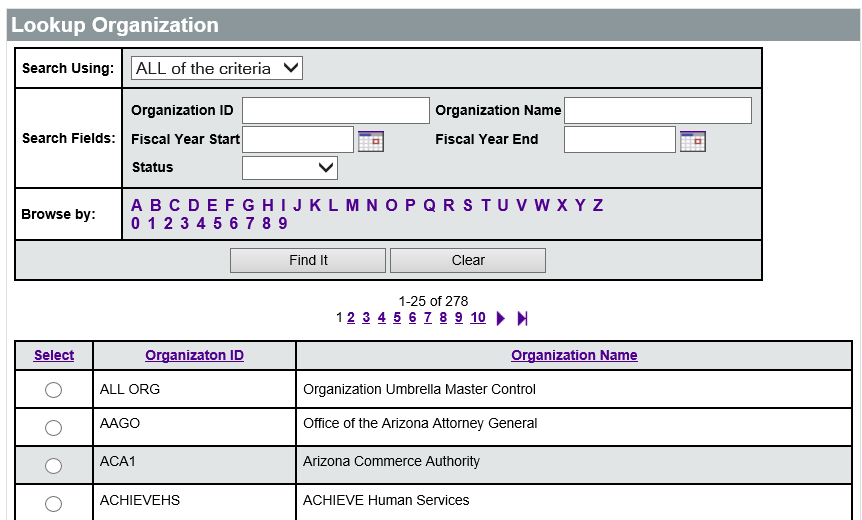 Lookup Organization
Search Using: ALL of the criteria
Search Fields: Organization ID Organization Name
Fiscal Year Start Fiscal Year End
Status
Browse by: A B C D E F G H I J K L M N O P Q R S T U V W X Y Z
0 1 2 3 4 5 6 7 8 9
Find It Clear
1-25 of 278
1 2 3 4 5 6 7 8 9 10
Select Organizaton ID Organization Name
ALL ORG Organization Umbrella Master Control
AAGO Office of the Arizona Attorney General
ACA1 Arizona Commerce Authority
ACHIEVEHS ACHIEVE Human Services